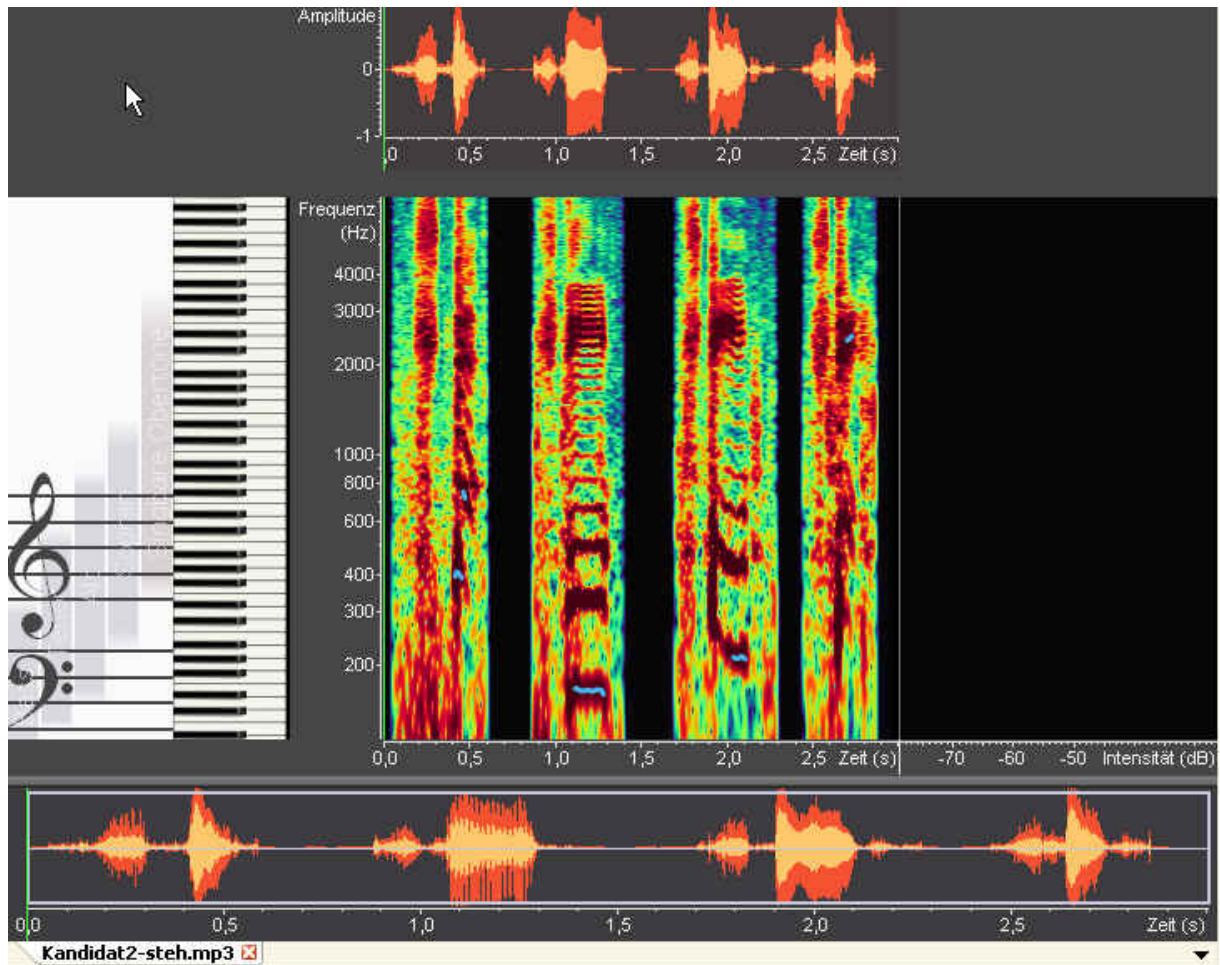 Amplitude
0
-1
,0 0,5 1,0 1,5 2,0 2,5 Zeit (s)
Frequenz
(Hz)
4000
3000
2000
1000
800
600
400
300
200
0,0 0,5 1,0 1,5 2,0 2,5 Zeit (s) -70 -60 -50 Intensität (dB)
0,0 0,5 1,0 1,5 2,0 2,5 Zeit (s)
Kandidat2-steh.mp3